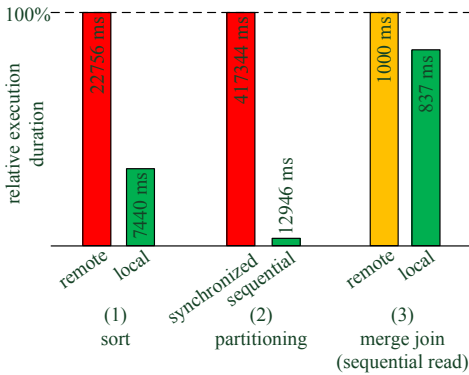 100%
relative execution
duration
22756 ms
7440 ms
417344 ms
12946 ms
1000 ms
837 ms
remote
local
synchronized
sequential
remote
local
(1)
sort
(2)
partitioning
(3)
merge join
(sequential read)